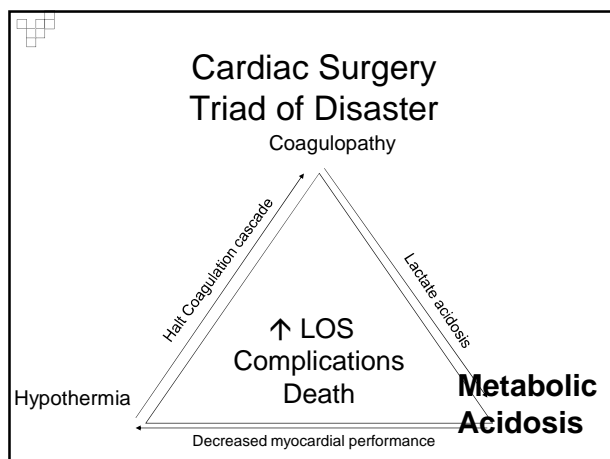 Cardiac Surgery
Triad of Disaster
Coagulopathy
Halt Coagulation cascade
Lactate acidosis
↑ LOS
Complications
Death
Hypothermia
Metabolic
Acidosis
Decreased myocardial performance